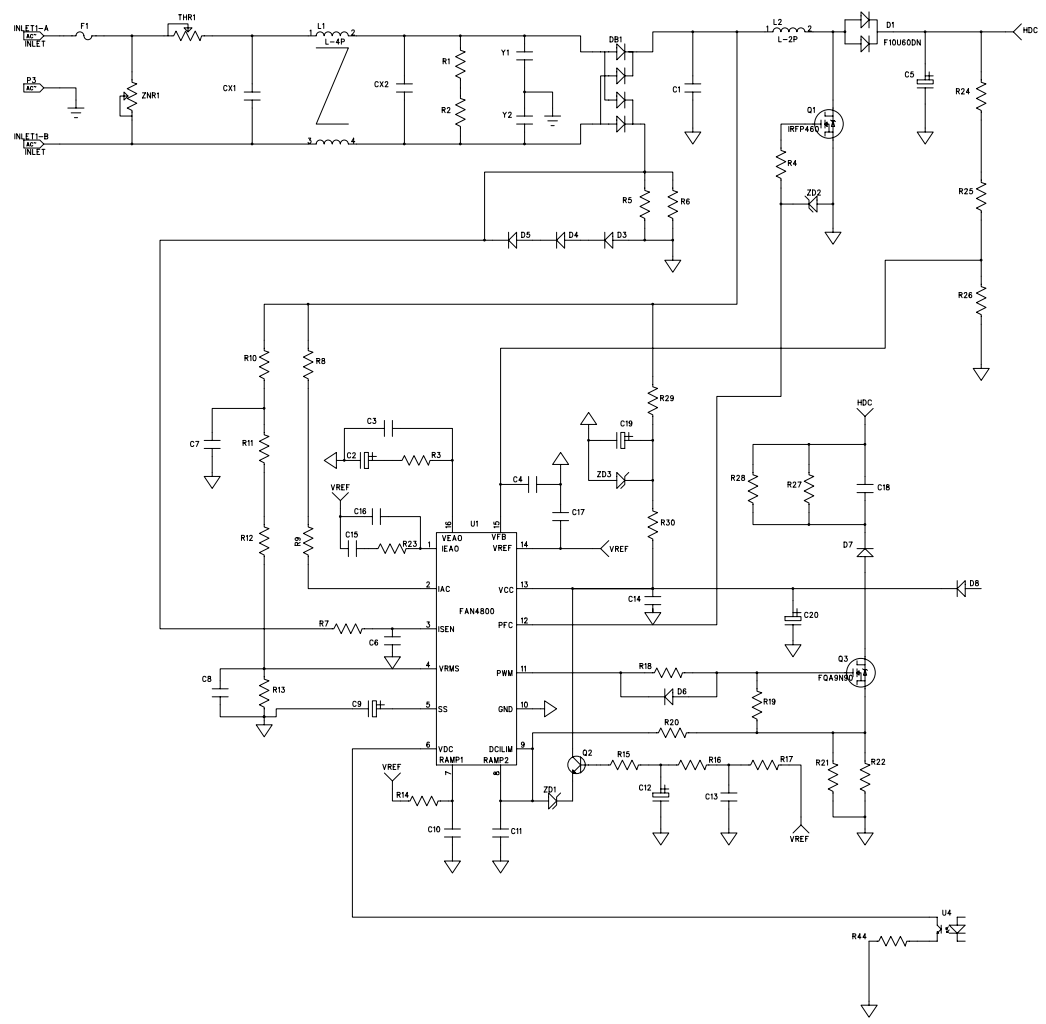 INLET1-A
AC~
INLET
F1
THR1
L1
1 2
L-4P
P3
AC~
ZNR1
CX1
CX2
R1
R2
Y1
Y2
DB1
C1
L2
1 2
L-2P
D1
F10U60DN
HDC
C5
R24
Q1
IRFP460
INLET1-B
AC~
INLET
3 4
R4
ZD2
R25
R5
R6
D5
D4
D3
R26
R10
R8
R29
C3
C19
HDC
C7
R11
C2
R3
ZD3
C4
R28
R27
C18
VREF
C16
C17
C15
R23
R12
R9
R30
16
U1
15
VEAO
VFB
1
IEAO
VREF
14
VREF
D7
2
IAC
VCC
13
D8
C14
C20
FAN4800
R7
3
ISEN
PFC
12
C6
4
VRMS
PWM
11
R18
Q3
FQA9N90
C8
R13
D6
R19
C9
5
SS
GND
10
R20
6
VDC
DCILIM
9
RAMP1
RAMP2
7
8
Q2
R15
R16
R17
R21
R22
VREF
R14
ZD1
C12
C13
C10
C11
VREF
U4
R44